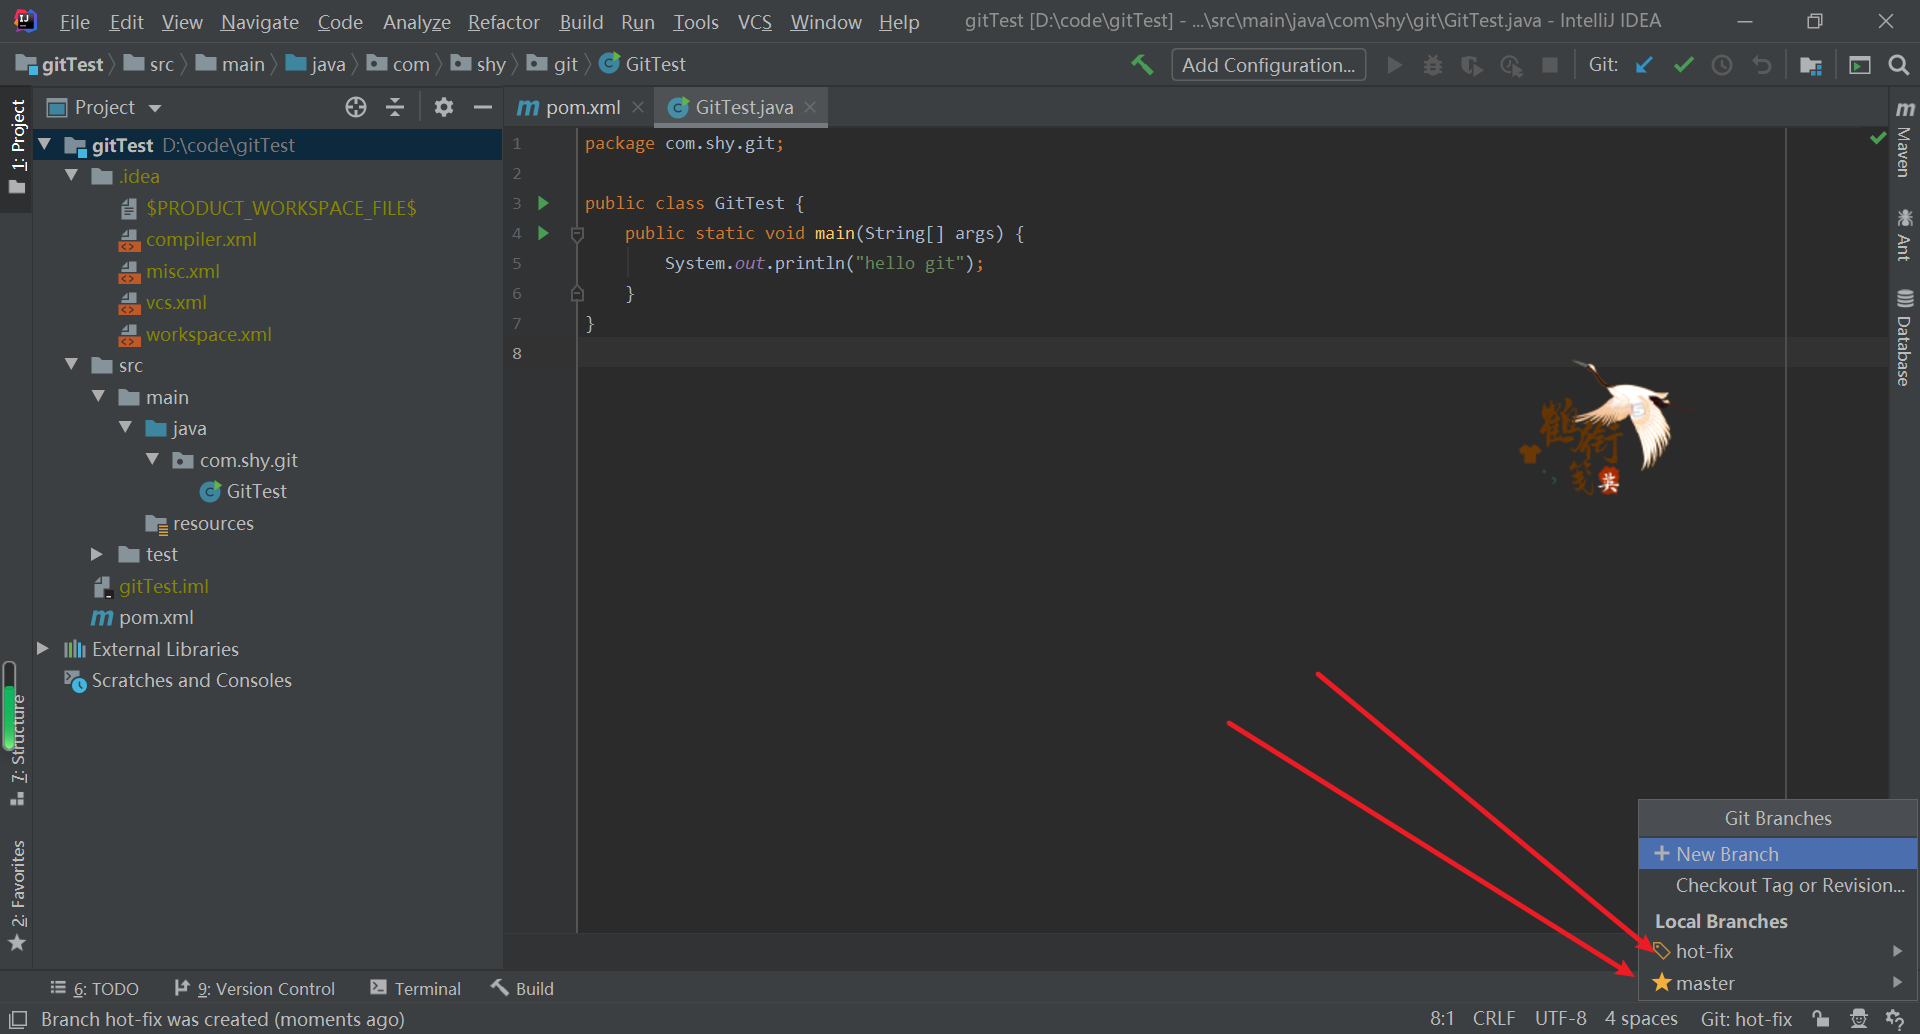 File Edit View Navigate Code Analyze Refactor Build Run Tools VCS Window Help
gitTest [D:\code\gitTest] - ...\src\main\java\com\shy\git\GitTest.java - IntelliJ IDEA
gitTest src main java com shy git GitTest
Add Configuration...
Git:
1: Project
Project
pom.xml
GitTest.java
gitTest D:\code\gitTest
.idea
$PRODUCT_WORKSPACE_FILE$
compiler.xml
misc.xml
vcs.xml
workspace.xml
src
main
java
com.shy.git
GitTest
resources
test
gitTest.iml
pom.xml
External Libraries
Scratches and Consoles
7: Structure
2: Favorites
1 package com.shy.git;
2
3 public class GitTest {
4 public static void main(String[] args) {
5 System.out.println("hello git");
6 }
7 }
8
Maven
Ant
Database
鹤衔笺
英
Git Branches
New Branch
Checkout Tag or Revision...
Local Branches
hot-fix
master
6: TODO
9: Version Control
Terminal
Build
Branch hot-fix was created (moments ago)
8:1 CRLF UTF-8 4 spaces Git: hot-fix